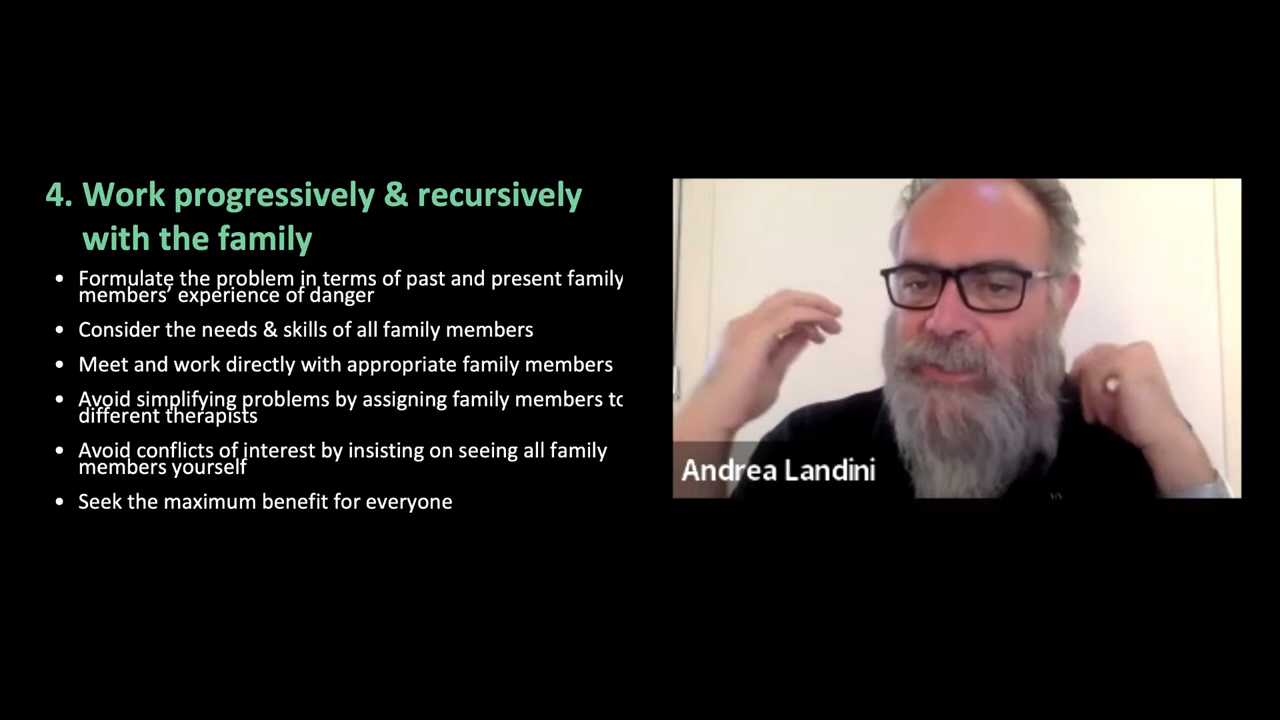 4. Work progressively & recursively
with the family
• Formulate the problem in terms of past and present family
members’ experience of danger
• Consider the needs & skills of all family members
• Meet and work directly with appropriate family members
• Avoid simplifying problems by assigning family members to
different therapists
• Avoid conflicts of interest by insisting on seeing all family
members yourself
• Seek the maximum benefit for everyone
Andrea Landini